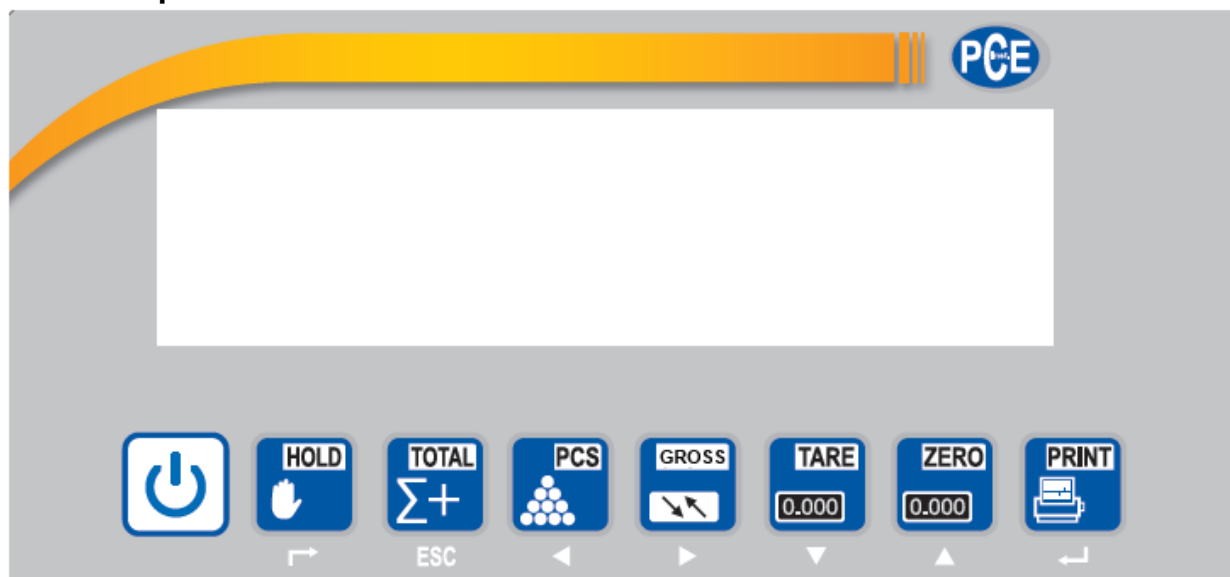 PCE
HOLD TOTAL PCS GROSS TARE ZERO PRINT
Σ+ 0.000 0.000
ESC